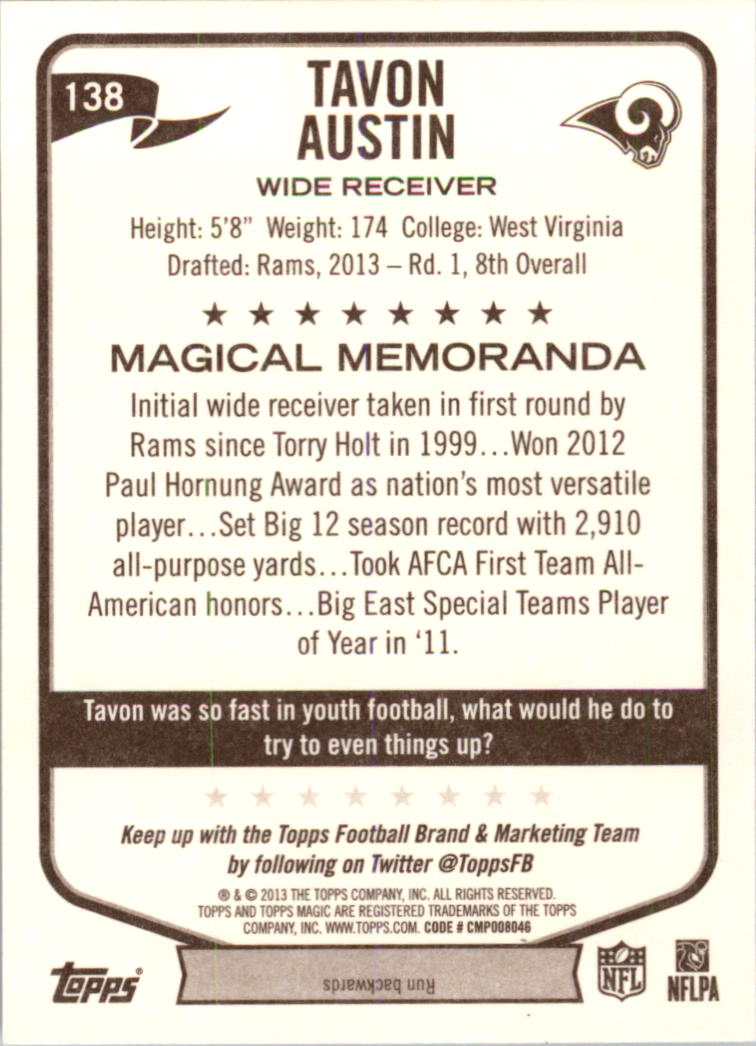 138
TAVON
AUSTIN
WIDE RECEIVER
Height: 5'8" Weight: 174 College: West Virginia
Drafted: Rams, 2013 – Rd. 1, 8th Overall
MAGICAL MEMORANDA
Initial wide receiver taken in first round by
Rams since Torry Holt in 1999...Won 2012
Paul Hornung Award as nation's most versatile
player...Set Big 12 season record with 2,910
all-purpose yards...Took AFCA First Team All-
American honors...Big East Special Teams Player
of Year in ‘11.
Tavon was so fast in youth football, what would he do to
try to even things up?
Keep up with the Topps Football Brand & Marketing Team
by following on Twitter @ToppsFB
® & © 2013 THE TOPPS COMPANY, INC. ALL RIGHTS RESERVED.
TOPPS AND TOPPS MAGIC ARE REGISTERED TRADEMARKS OF THE TOPPS
COMPANY, INC. WWW.TOPPS.COM. CODE # CMP008046
Topps®
Run backwards
NFL
NFLPA